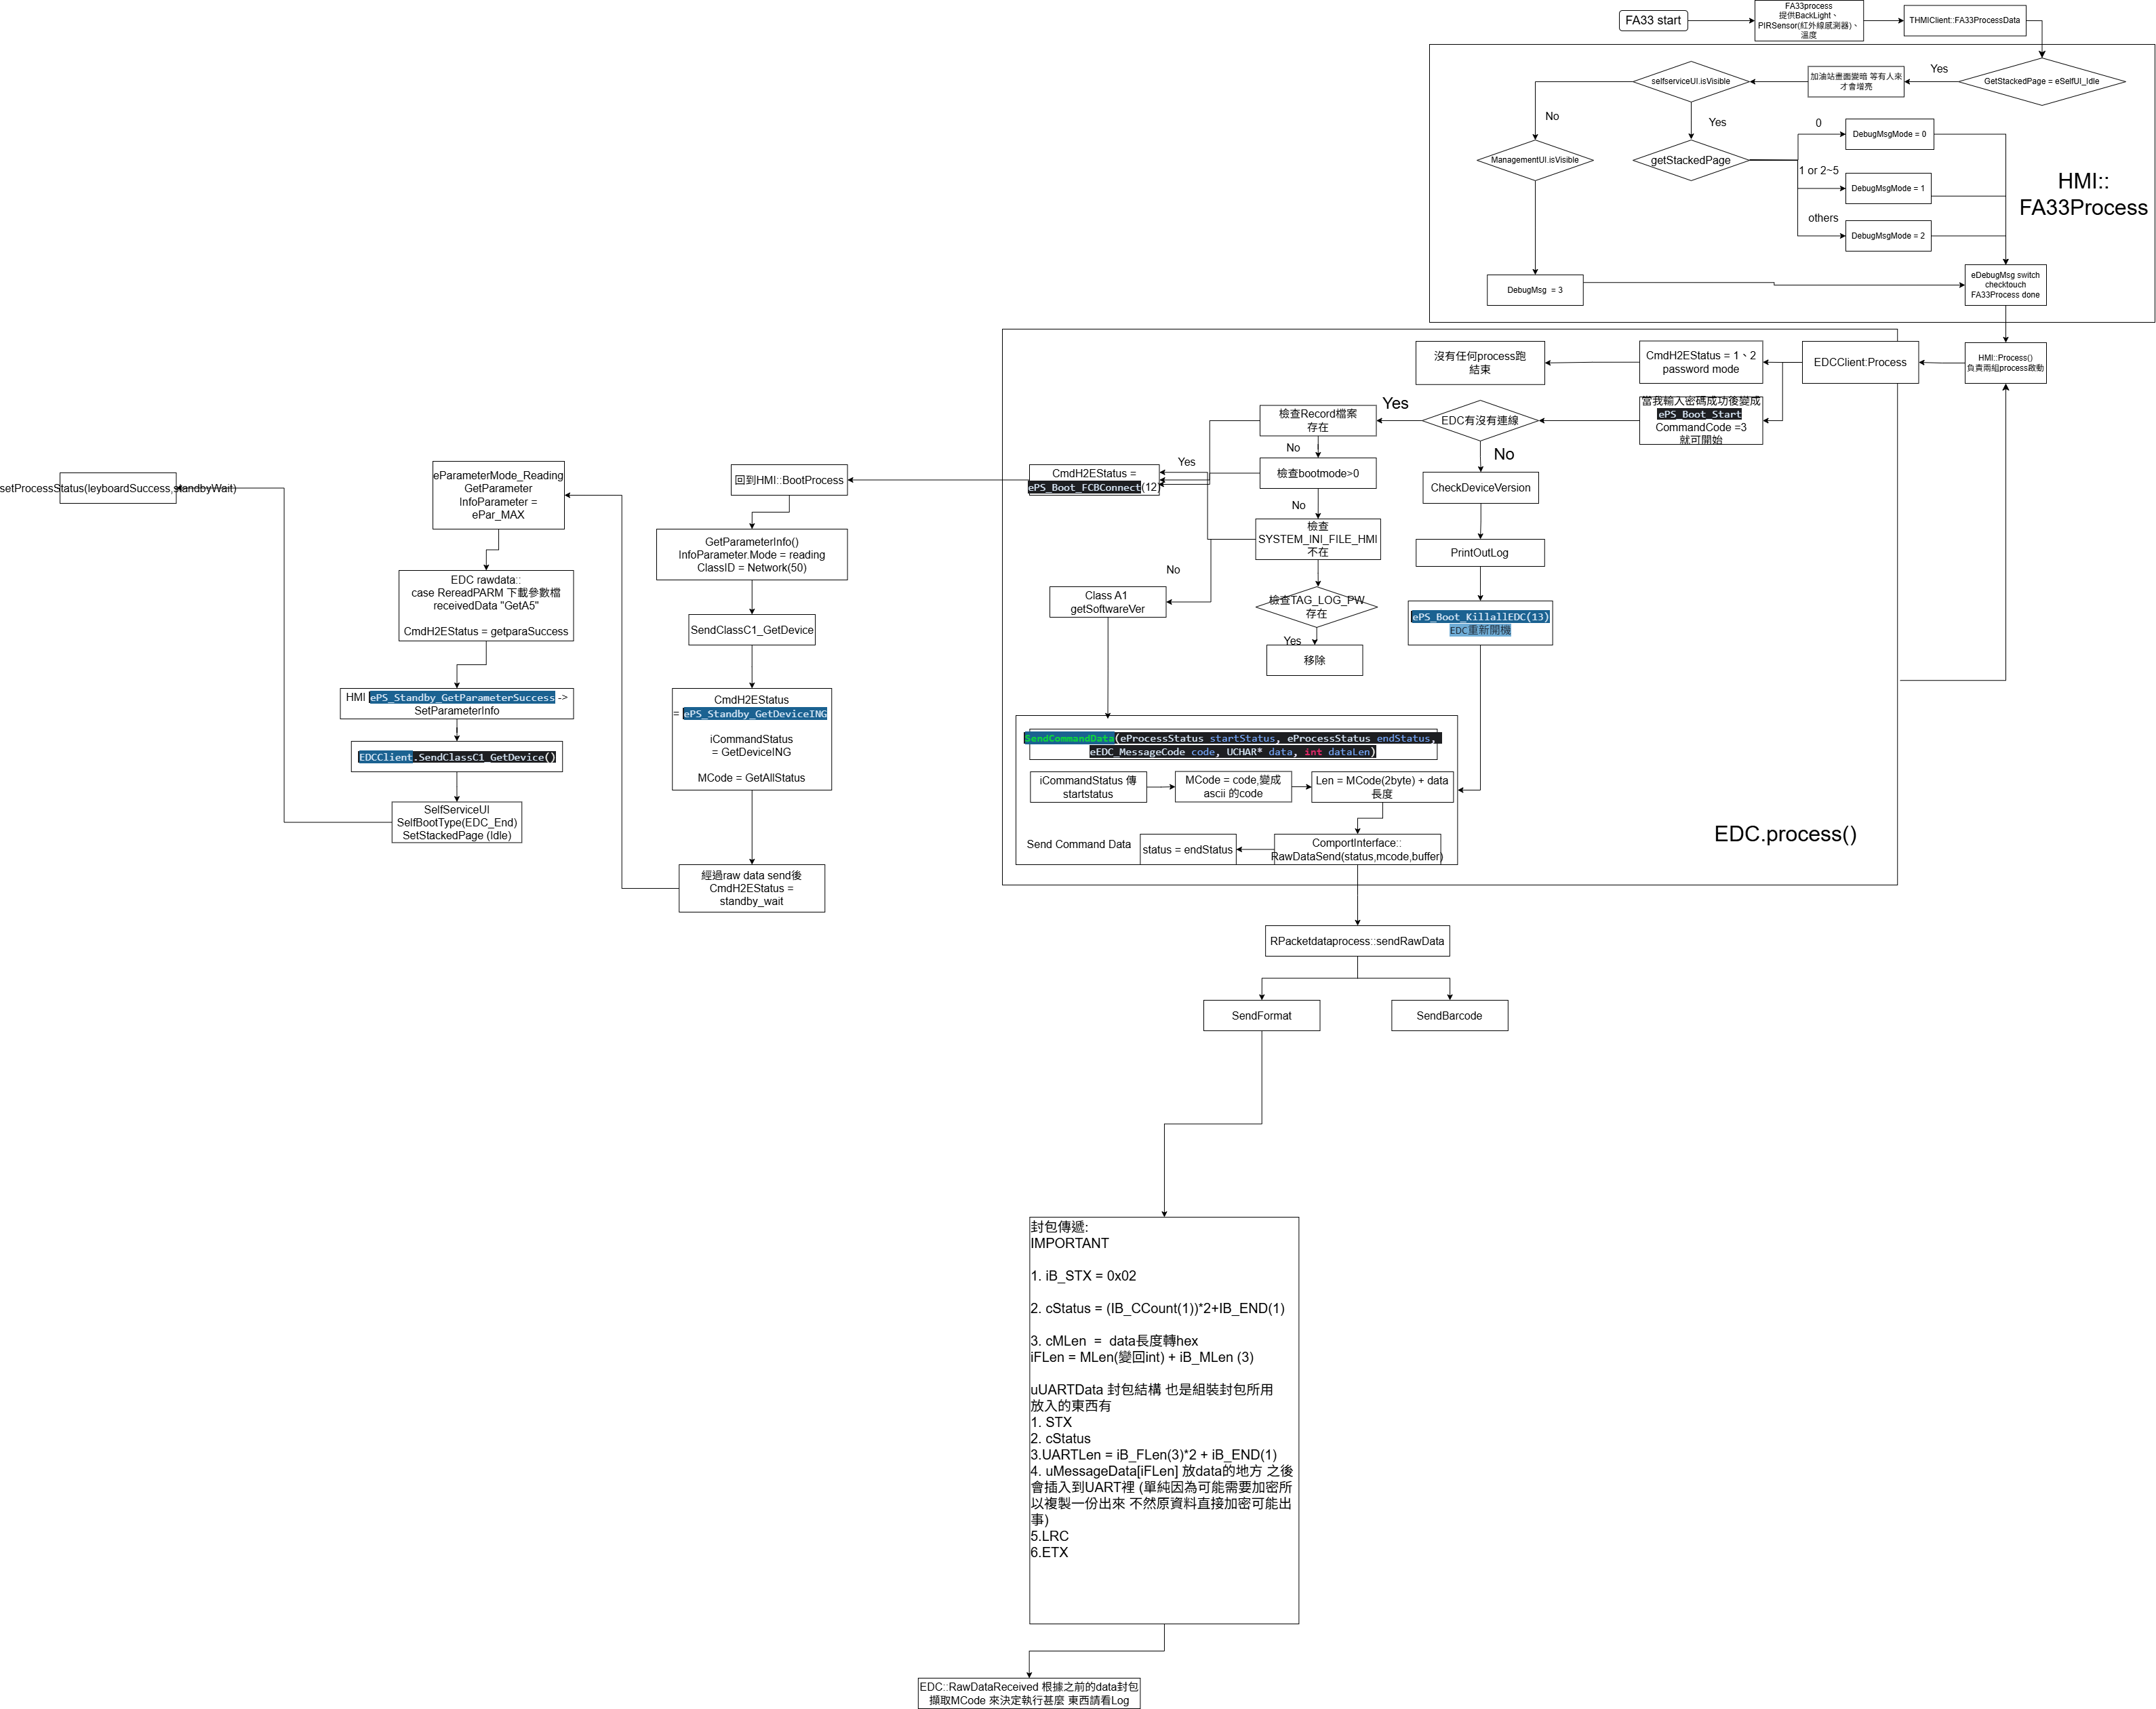 FA33 start
FA33process
提供BackLight、
PIRSensor(紅外線感測器)、
溫度
THMIClient::FA33ProcessData
GetStackedPage = eSelfUI_Idle
Yes
加油站畫面變暗 等有人來
才會增亮
selfserviceUI.isVisible
No
Yes
ManagementUI.isVisible
getStackedPage
0
DebugMsgMode = 0
1 or 2~5
DebugMsgMode = 1
others
DebugMsgMode = 2
HMI::
FA33Process
DebugMsg = 3
eDebugMsg switch
checktouch
FA33Process done
HMI::Process()
負責兩組process啟動
EDCClient:Process
CmdH2EStatus = 1、2
password mode
沒有任何process跑
結束
當我輸入密碼成功後變成
ePS_Boot_Start
CommandCode =3
就可開始
EDC有沒有連線
Yes
No
檢查Record檔案
存在
No
檢查bootmode>0
No
檢查
SYSTEM_INI_FILE_HMI
不在
檢查TAG_LOG_PW
存在
Yes
移除
CheckDeviceVersion
PrintOutLog
ePS_Boot_KillallEDC(13)
EDC重新開機
Yes
CmdH2EStatus =
ePS_Boot_FCBConnect(12)
No
Class A1
getSoftwareVer
SendCommandData(eProcessStatus startStatus, eProcessStatus endStatus,
eEDC_MessageCode code, UCHAR* data, int dataLen)
iCommandStatus 傳
startstatus
MCode = code,變成
ascii 的code
Len = MCode(2byte) + data
長度
Send Command Data
status = endStatus
ComportInterface::
RawDataSend(status,mcode,buffer)
EDC.process()
回到HMI::BootProcess
GetParameterInfo()
InfoParameter.Mode = reading
ClassID = Network(50)
SendClassC1_GetDevice
CmdH2EStatus
= ePS_Standby_GetDeviceING
iCommandStatus
= GetDeviceING
MCode = GetAllStatus
經過raw data send後
CmdH2EStatus =
standby_wait
eParameterMode_Reading
GetParameter
InfoParameter =
ePar_MAX
EDC rawdata::
case RereadPARM 下載參數檔
receivedData "GetA5"
CmdH2EStatus = getparaSuccess
HMI ePS_Standby_GetParameterSuccess ->
SetParameterInfo
EDCClient.SendClassC1_GetDevice()
SelfServiceUI
SelfBootType(EDC_End)
SetStackedPage (Idle)
setProcessStatus(leyboardSuccess,standbyWait)
RPacketdataprocess::sendRawData
SendFormat
SendBarcode
封包傳遞:
IMPORTANT
1. iB_STX = 0x02
2. cStatus = (IB_CCount(1))*2+IB_END(1)
3. cMLen = data長度轉hex
iFLen = MLen(變回int) + iB_MLen (3)
uUARTData 封包結構 也是組裝封包所用
放入的東西有
1. STX
2. cStatus
3.UARTLen = iB_FLen(3)*2 + iB_END(1)
4. uMessageData[iFLen] 放data的地方 之後
會插入到UART裡 (單純因為可能需要加密所
以複製一份出來 不然原資料直接加密可能出
事)
5.LRC
6.ETX
EDC::RawDataReceived 根據之前的data封包
擷取MCode 來決定執行甚麼 東西請看Log